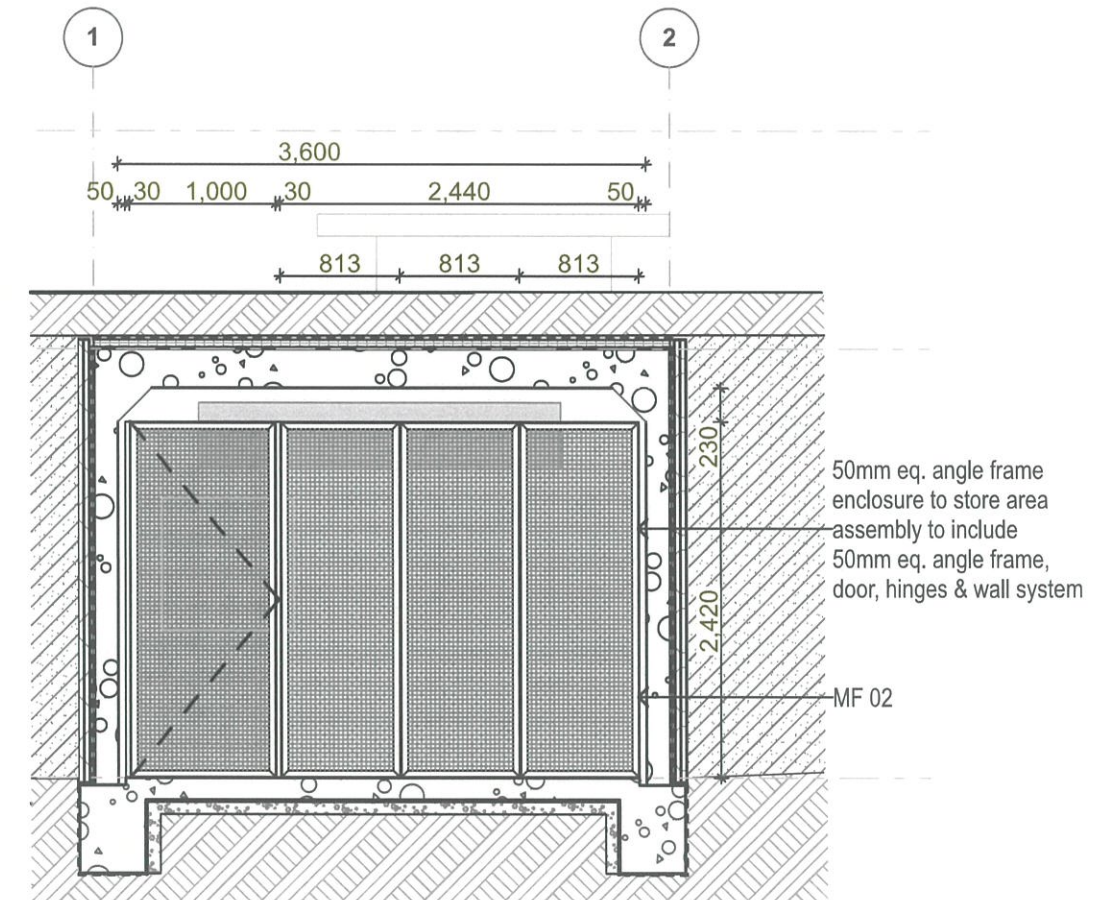 1
2
3,600
50 30 1,000 30 2,440 50
813 813 813
230
50mm eq. angle frame
enclosure to store area
assembly to include
50mm eq. angle frame,
door, hinges & wall system
2,420
MF 02